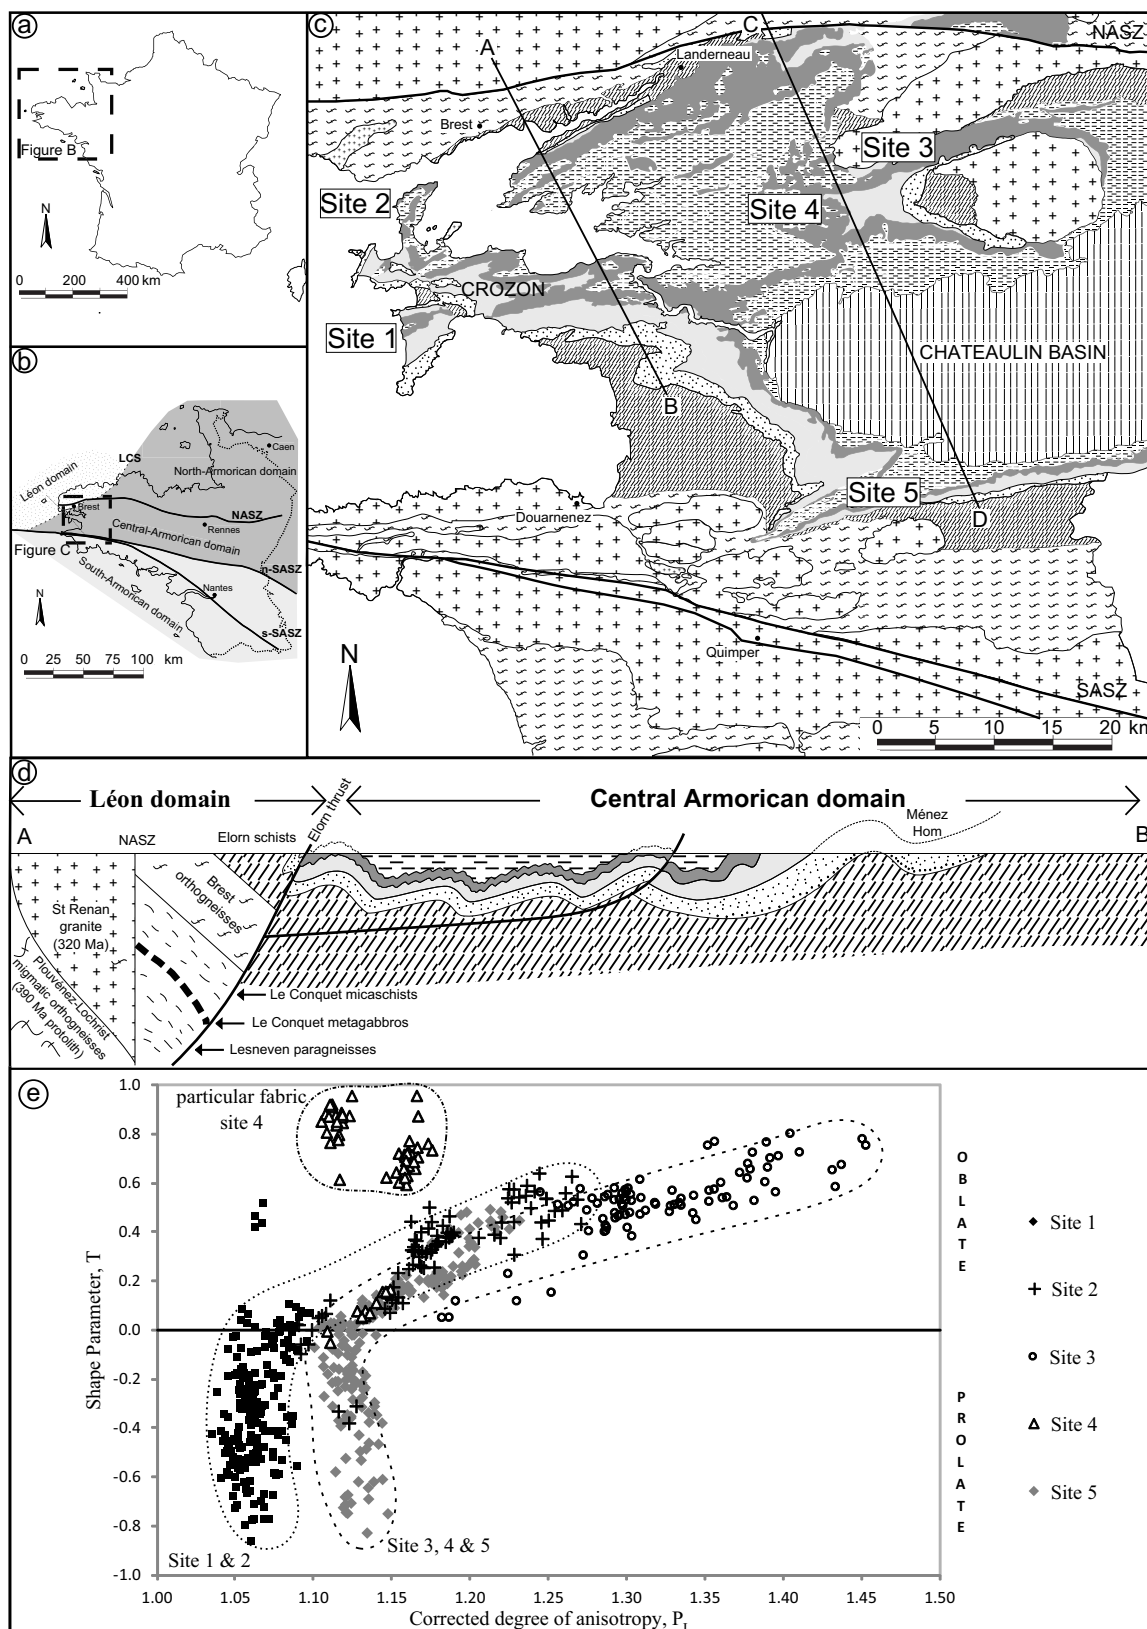 a
Figure B
N
0 200 400 km
b
Caen
LCS
North-Armorican domain
Léon domain
Brest
NASZ
Rennes
Central-Armorican domain
Figure C
n-SASZ
South-Armorican domain
Nantes
N
s-SASZ
0 25 50 75 100 km
c
C
NASZ
A
Landerneau
Brest
Site 3
Site 2
Site 4
CROZON
Site 1
CHATEAULIN BASIN
B
Site 5
D
Douarnenez
Quimper
N
SASZ
0 5 10 15 20 km
d
Léon domain
Elorn thrust
Central Armorican domain
A
NASZ
Elorn schists
Ménez
Hom
B
Brest
orthogneisses
St Renan
granite
(320 Ma)
Plouvénez-Lochrist
migmatic orthogneisses
(390 Ma protolith)
Le Conquet micaschists
Le Conquet metagabbros
Lesneven paragneisses
e
1.0
particular fabric
site 4
0.8
0.6
0.4
0.2
0.0
-0.2
-0.4
-0.6
-0.8
-1.0
Shape Parameter, T
Site 1 & 2
Site 3, 4 & 5
1.00 1.05 1.10 1.15 1.20 1.25 1.30 1.35 1.40 1.45 1.50
Corrected degree of anisotropy, P
OBLATE
PROLATE
Site 1
Site 2
Site 3
Site 4
Site 5